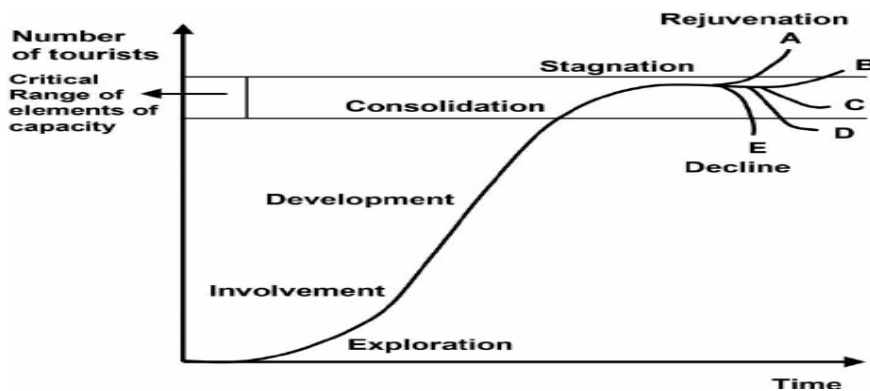 Number
of tourists
Critical
Range of
elements of
capacity
Rejuvenation
A
B
Stagnation
Consolidation
C
D
E
Decline
Development
Involvement
Exploration
Time